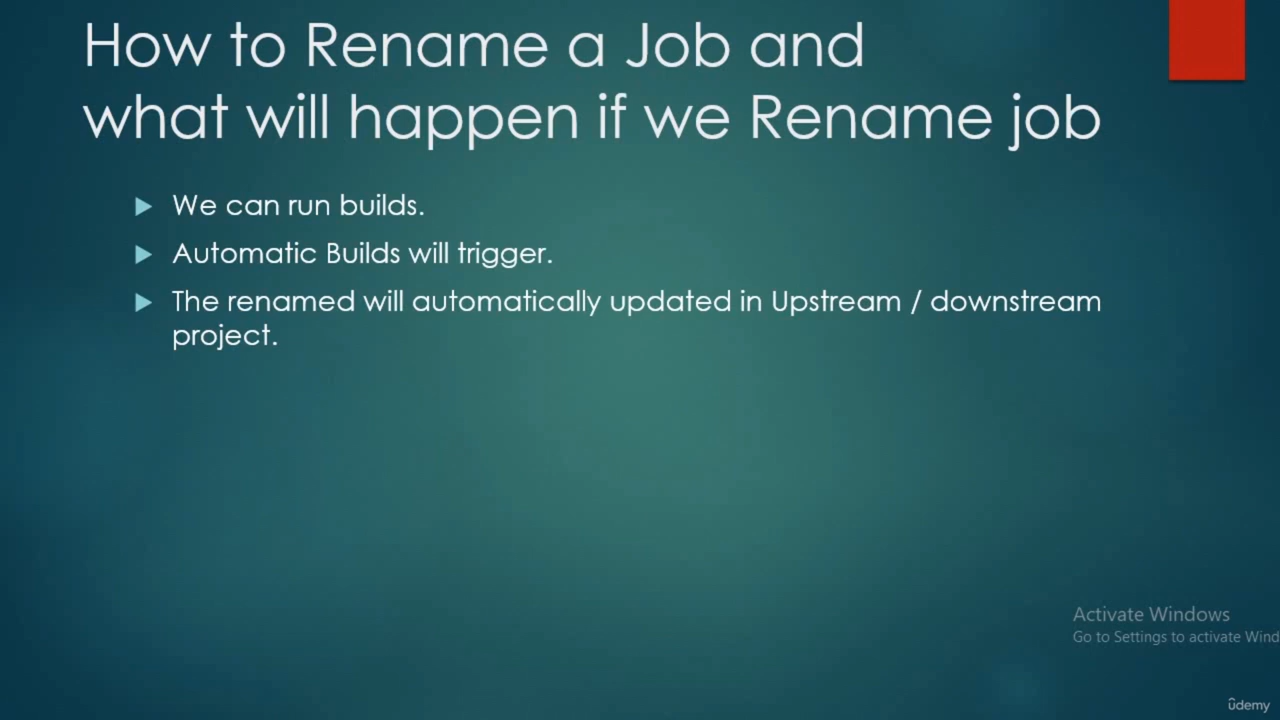 How to Rename a Job and
what will happen if we Rename job
We can run builds.
Automatic Builds will trigger.
The renamed will automatically updated in Upstream / downstream
project.
Activate Windows
Go to Settings to activate Wind
ûdemy